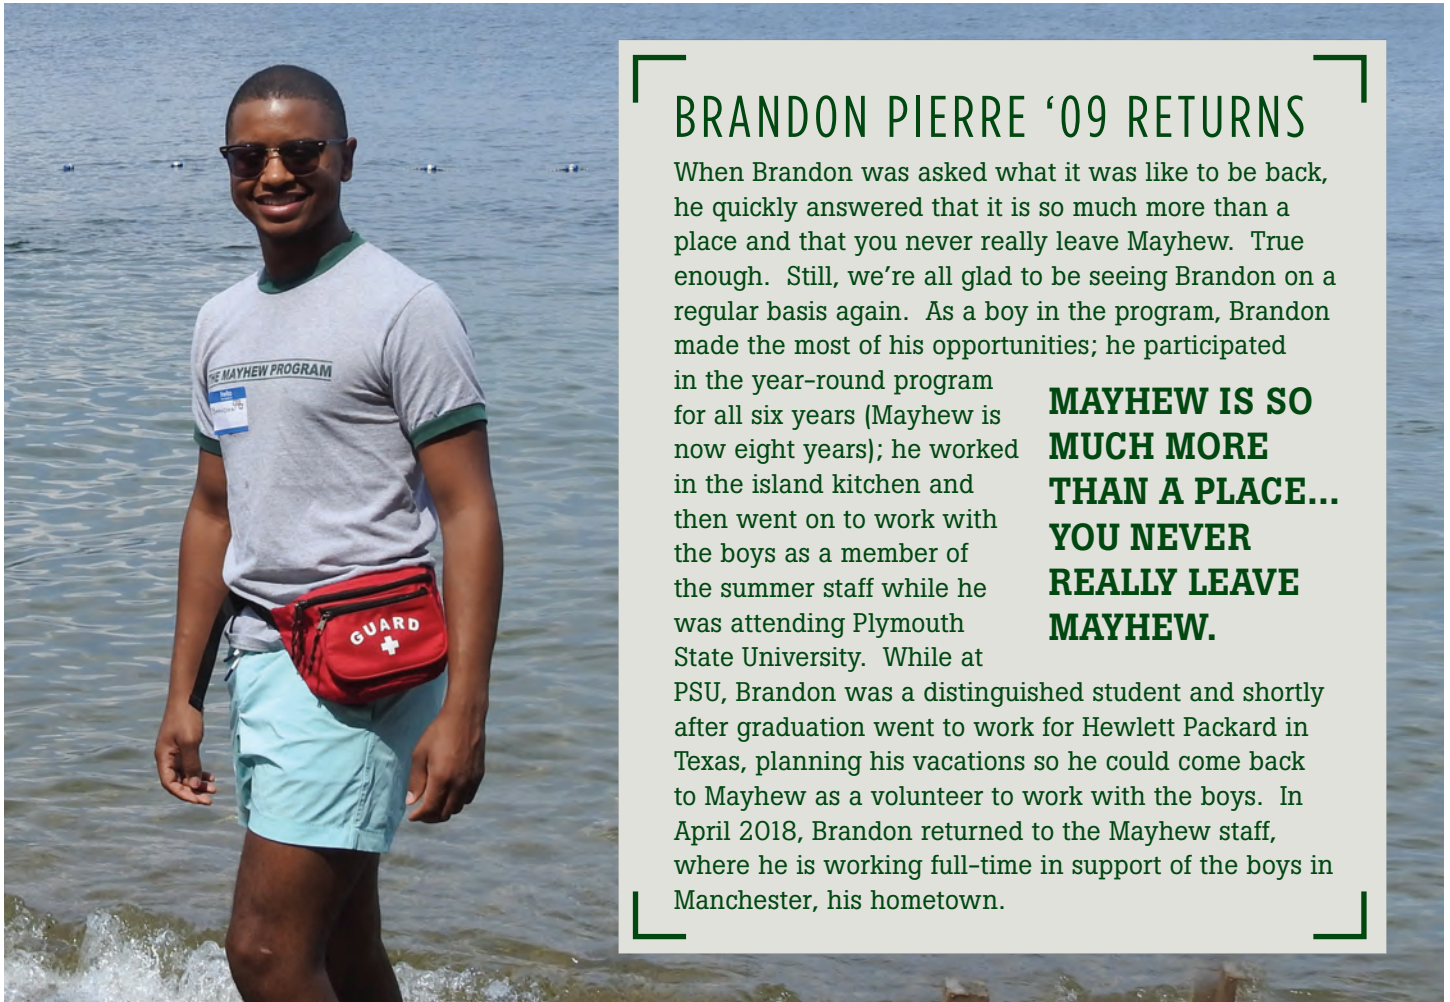 THE MAYHEW PROGRAM
GUARD
BRANDON PIERRE ‘09 RETURNS
When Brandon was asked what it was like to be back,
he quickly answered that it is so much more than a
place and that you never really leave Mayhew.  True
enough.  Still, we’re all glad to be seeing Brandon on a
regular basis again.  As a boy in the program, Brandon
made the most of his opportunities; he participated
in the year-round program
for all six years (Mayhew is
now eight years); he worked
in the island kitchen and
then went on to work with
the boys as a member of
the summer staff while he
was attending Plymouth
State University.  While at
PSU, Brandon was a distinguished student and shortly
after graduation went to work for Hewlett Packard in
Texas, planning his vacations so he could come back
to Mayhew as a volunteer to work with the boys.  In
April 2018, Brandon returned to the Mayhew staff,
where he is working full-time in support of the boys in
Manchester, his hometown.
MAYHEW IS SO
MUCH MORE
THAN A PLACE...
YOU NEVER
REALLY LEAVE
MAYHEW.